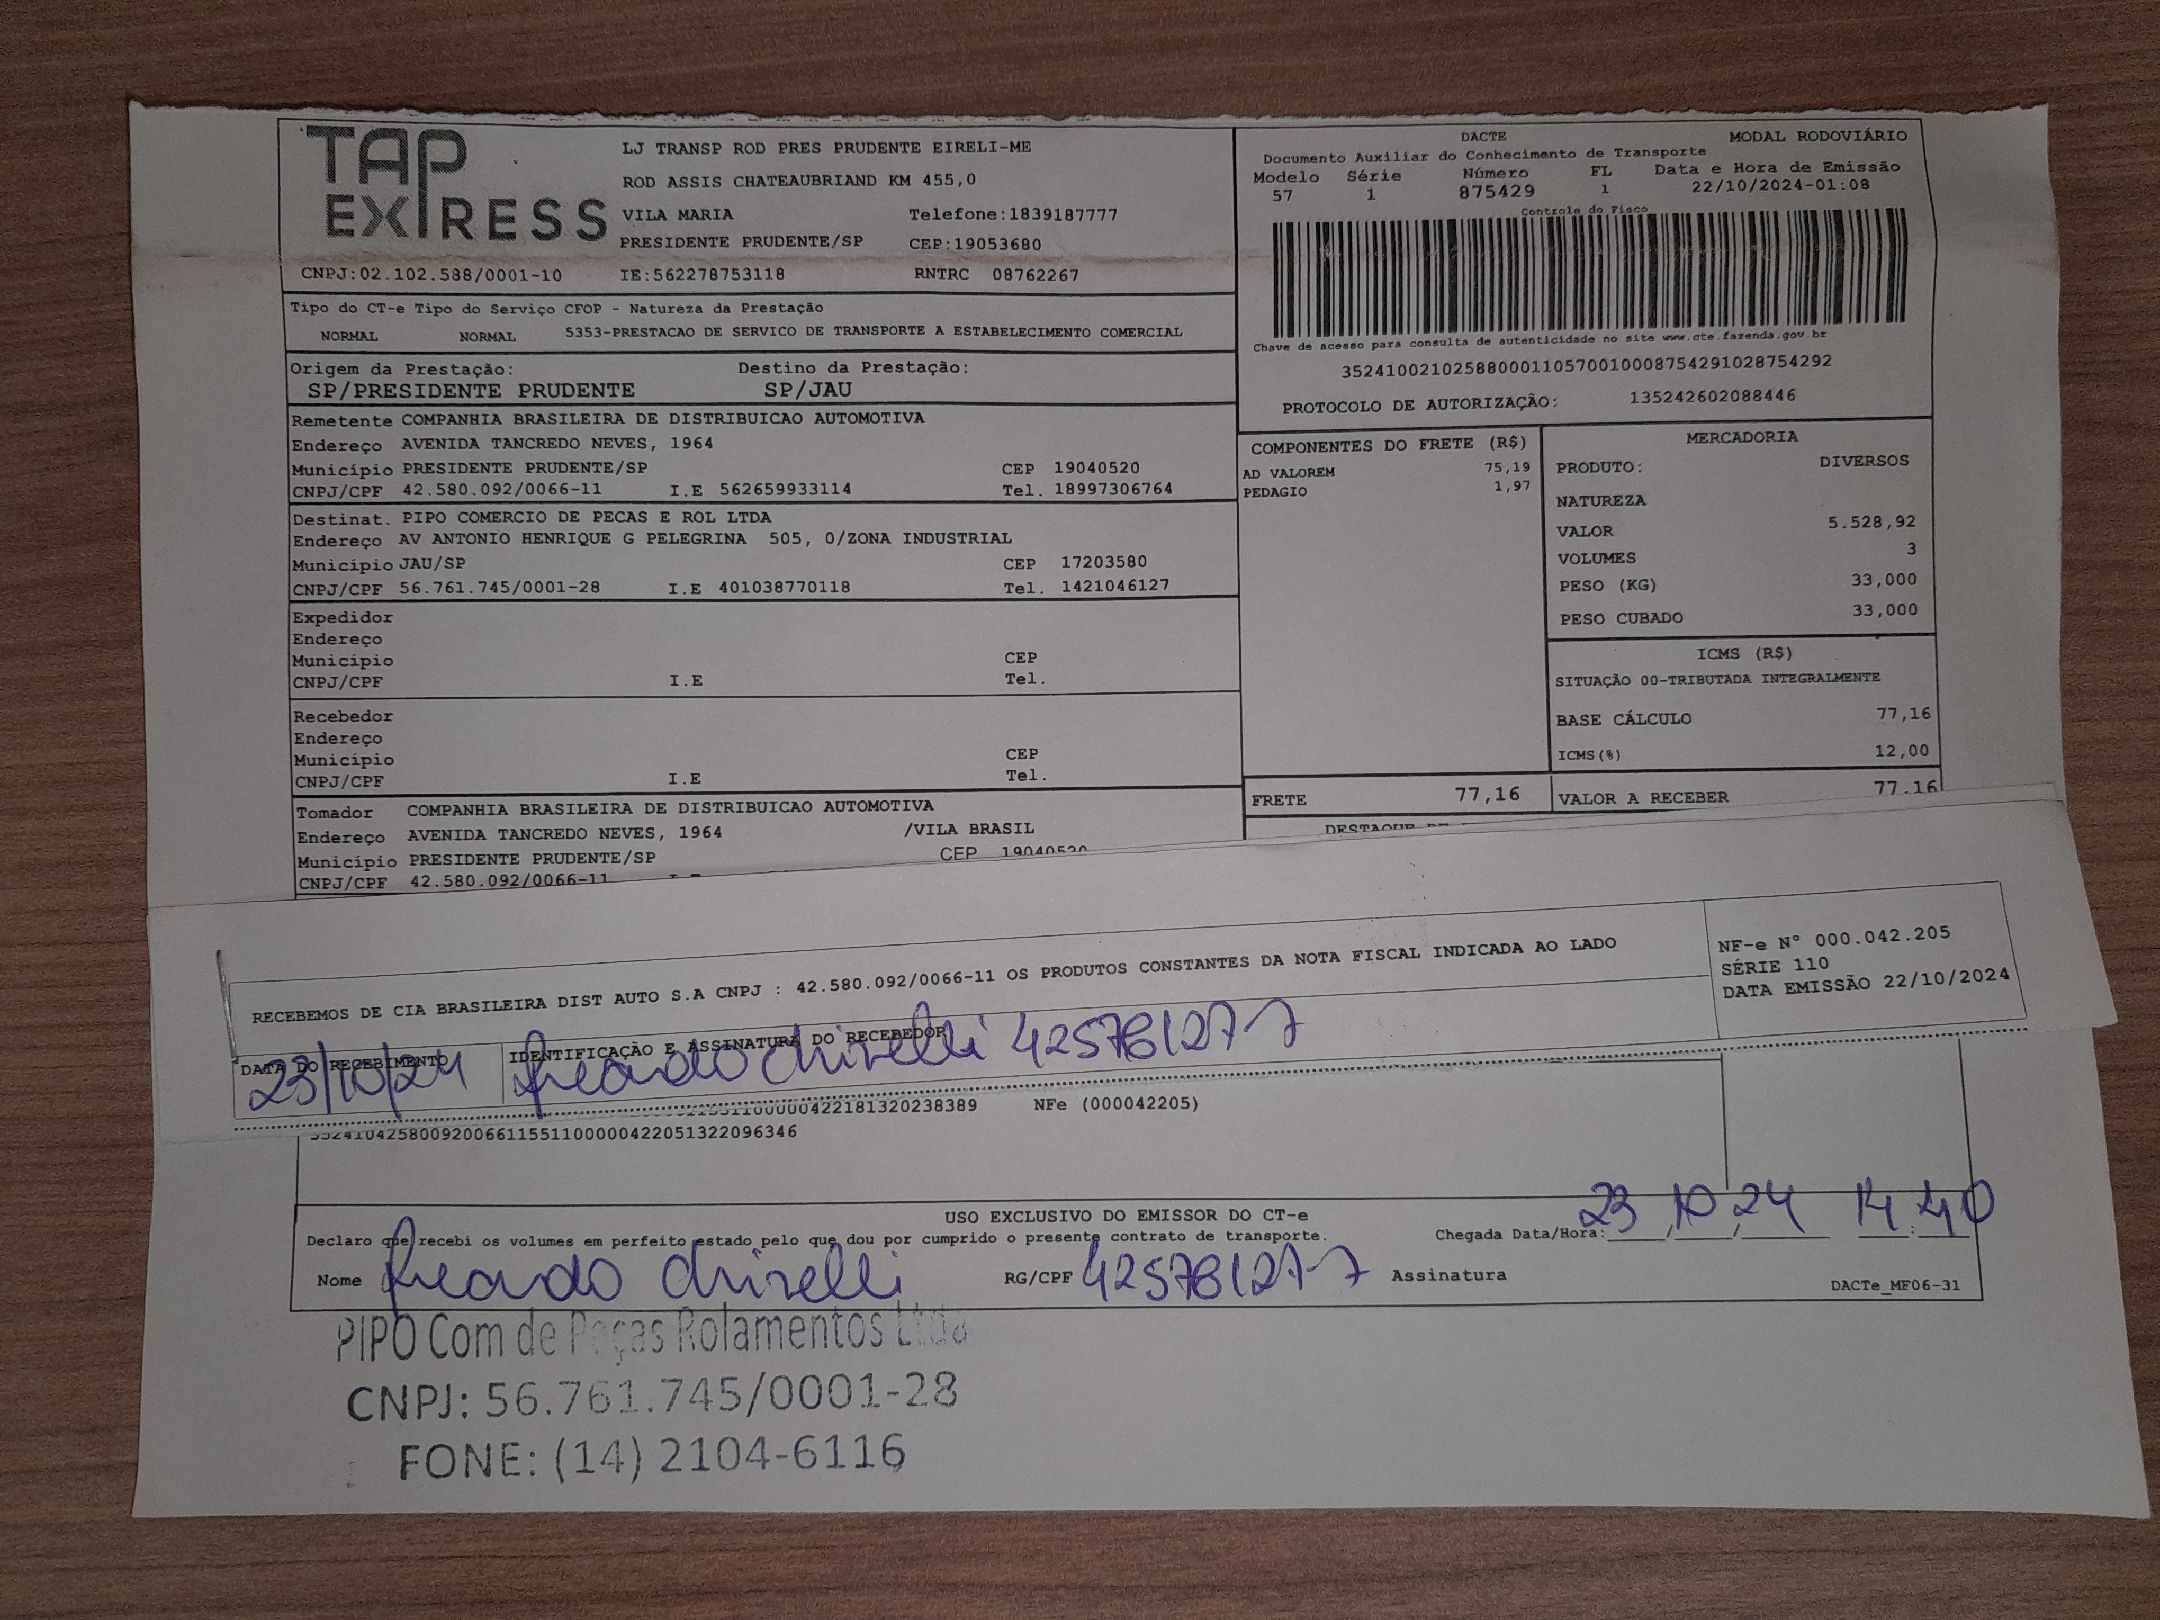 TAP EXPRESS
LJ TRANSP ROD PRES PRUDENTE EIRELI-ME
ROD ASSIS CHATEAUBRIAND KM 455,0
VILA MARIA Telefone:1839187777
PRESIDENTE PRUDENTE/SP CEP:19053680
CNPJ:02.102.588/0001-10 IE:562278753118 RNTRC 08762267
DACTE MODAL RODOVIÁRIO
Documento Auxiliar do Conhecimento de Transporte
Modelo Série Número FL Data e Hora de Emissão
57 1 875429 1 22/10/2024-01:08
Controle do Fisco
Chave de acesso para consulta de autenticidade no site www.cte.fazenda.gov.br
35241002102588000110570010008754291028754292
PROTOCOLO DE AUTORIZAÇÃO: 135242602088446
Tipo do CT-e Tipo do Serviço CFOP - Natureza da Prestação
NORMAL NORMAL 5353-PRESTACAO DE SERVICO DE TRANSPORTE A ESTABELECIMENTO COMERCIAL
Origem da Prestação: Destino da Prestação:
SP/PRESIDENTE PRUDENTE SP/JAU
Remetente COMPANHIA BRASILEIRA DE DISTRIBUICAO AUTOMOTIVA
Endereço AVENIDA TANCREDO NEVES, 1964
Município PRESIDENTE PRUDENTE/SP CEP 19040520
CNPJ/CPF 42.580.092/0066-11 I.E 562659933114 Tel. 18997306764
Destinat. PIPO COMERCIO DE PECAS E ROL LTDA
Endereço AV ANTONIO HENRIQUE G PELEGRINA 505, 0/ZONA INDUSTRIAL
Município JAU/SP CEP 17203580
CNPJ/CPF 56.761.745/0001-28 I.E 401038770118 Tel. 1421046127
Expedidor
Endereço
Município CEP
CNPJ/CPF I.E Tel.
Recebedor
Endereço
Município CEP
CNPJ/CPF I.E Tel.
Tomador COMPANHIA BRASILEIRA DE DISTRIBUICAO AUTOMOTIVA
Endereço AVENIDA TANCREDO NEVES, 1964 /VILA BRASIL
Município PRESIDENTE PRUDENTE/SP CEP 19040520
CNPJ/CPF 42.580.092/0066-11
COMPONENTES DO FRETE (R$)
AD VALOREM 75,19
PEDAGIO 1,97
FRETE 77,16
MERCADORIA
PRODUTO: DIVERSOS
NATUREZA
VALOR 5.528,92
VOLUMES 3
PESO (KG) 33,000
PESO CUBADO 33,000
ICMS (R$)
SITUAÇÃO 00-TRIBUTADA INTEGRALMENTE
BASE CÁLCULO 77,16
ICMS(%) 12,00
VALOR A RECEBER 77,16
RECEBEMOS DE CIA BRASILEIRA DIST AUTO S.A CNPJ : 42.580.092/0066-11 OS PRODUTOS CONSTANTES DA NOTA FISCAL INDICADA AO LADO
NF-e N° 000.042.205
SÉRIE 110
DATA EMISSÃO 22/10/2024
DATA DO RECEBIMENTO IDENTIFICAÇÃO E ASSINATURA DO RECEBEDOR
23/10/24 42578127-7
NFe (000042205)
35241042580092006611551100000422051322096346
USO EXCLUSIVO DO EMISSOR DO CT-e
Declaro que recebi os volumes em perfeito estado pelo que dou por cumprido o presente contrato de transporte. Chegada Data/Hora: 23/10/24 14:40
Nome RG/CPF 42578127-7 Assinatura DACTe_MF06-31
PIPO Com de Peças Rolamentos Ltda
CNPJ: 56.761.745/0001-28
FONE: (14) 2104-6116